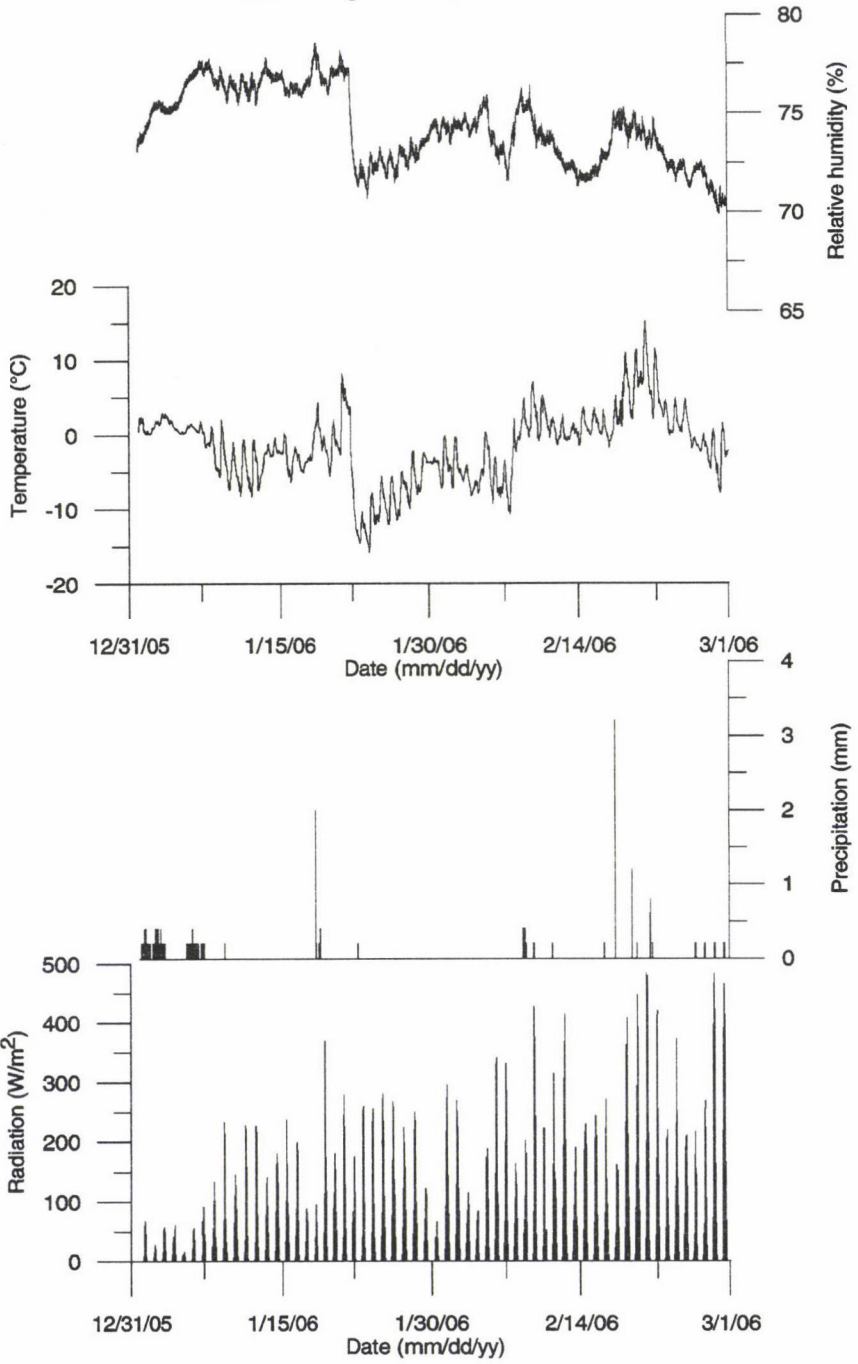 80
75
70
65
Relative humidity (%)
20
10
0
-10
-20
Temperature (°C)
12/31/05 1/15/06 1/30/06 2/14/06 3/1/06
Date (mm/dd/yy)
4
3
2
1
0
Precipitation (mm)
500
400
300
200
100
0
Radiation (W/m²)
12/31/05 1/15/06 1/30/06 2/14/06 3/1/06
Date (mm/dd/yy)